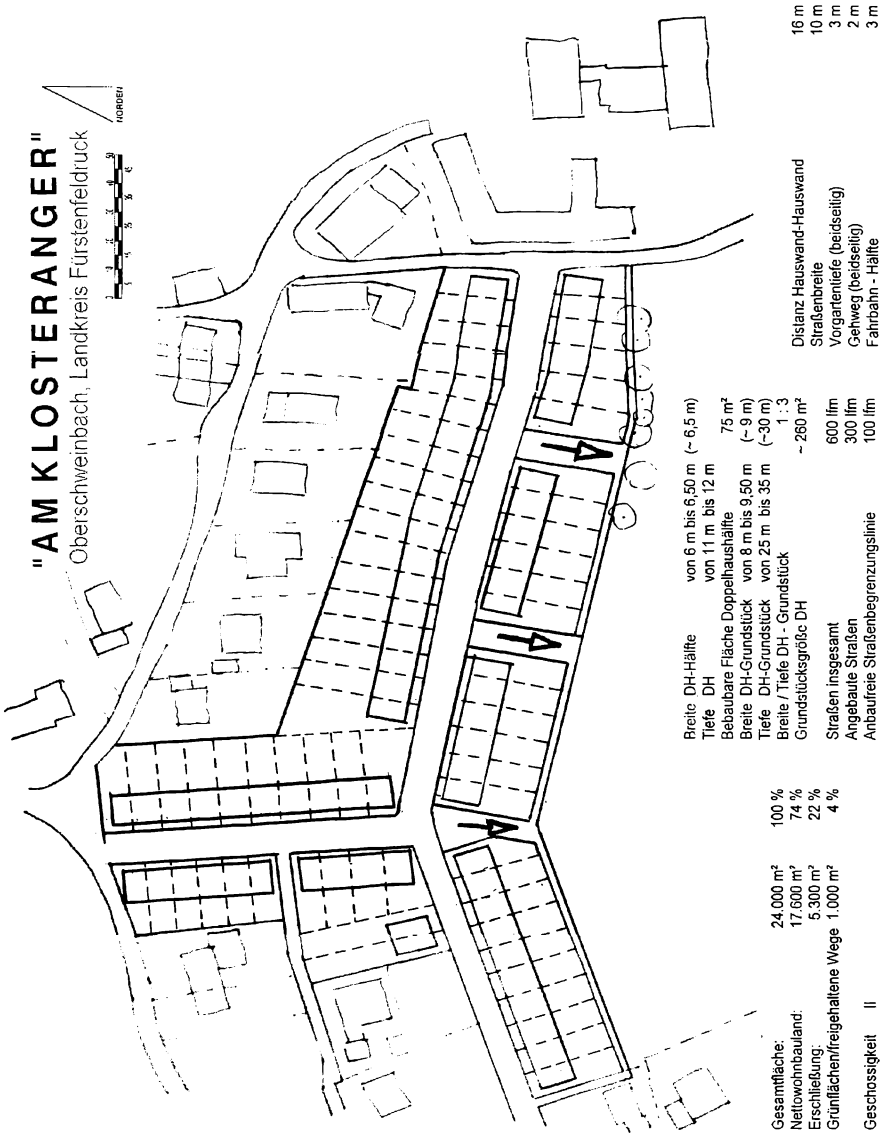 "AM KLOSTERANGER"
Oberschweinbach, Landkreis Fürstenfeldruck
NORDEN
Gesamtfläche: 24.000 m² 100 %
Nettowohnbauland: 17.600 m² 74 %
Erschließung: 5.300 m² 22 %
Grünflächen/freigehaltene Wege 1.000 m² 4 %
Geschossigkeit II
Breite DH-Hälfte von 6 m bis 6,50 m (~ 6,5 m)
Tiefe DH von 11 m bis 12 m
Bebaubare Fläche Doppelhaushälfte 75 m²
Breite DH-Grundstück von 8 m bis 9,50 m (~ 9 m)
Tiefe DH-Grundstück von 25 m bis 35 m (~30 m)
Breite / Tiefe DH - Grundstück 1 : 3
Grundstücksgröße DH ~ 260 m²
Straßen insgesamt 600 lfm
Angebaute Straßen 300 lfm
Anbaufreie Straßenbegrenzungslinie 100 lfm
Distanz Hauswand-Hauswand 16 m
Straßenbreite 10 m
Vorgartentiefe (beidseitig) 3 m
Gehweg (beidseitig) 2 m
Fahrbahn - Hälfte 3 m